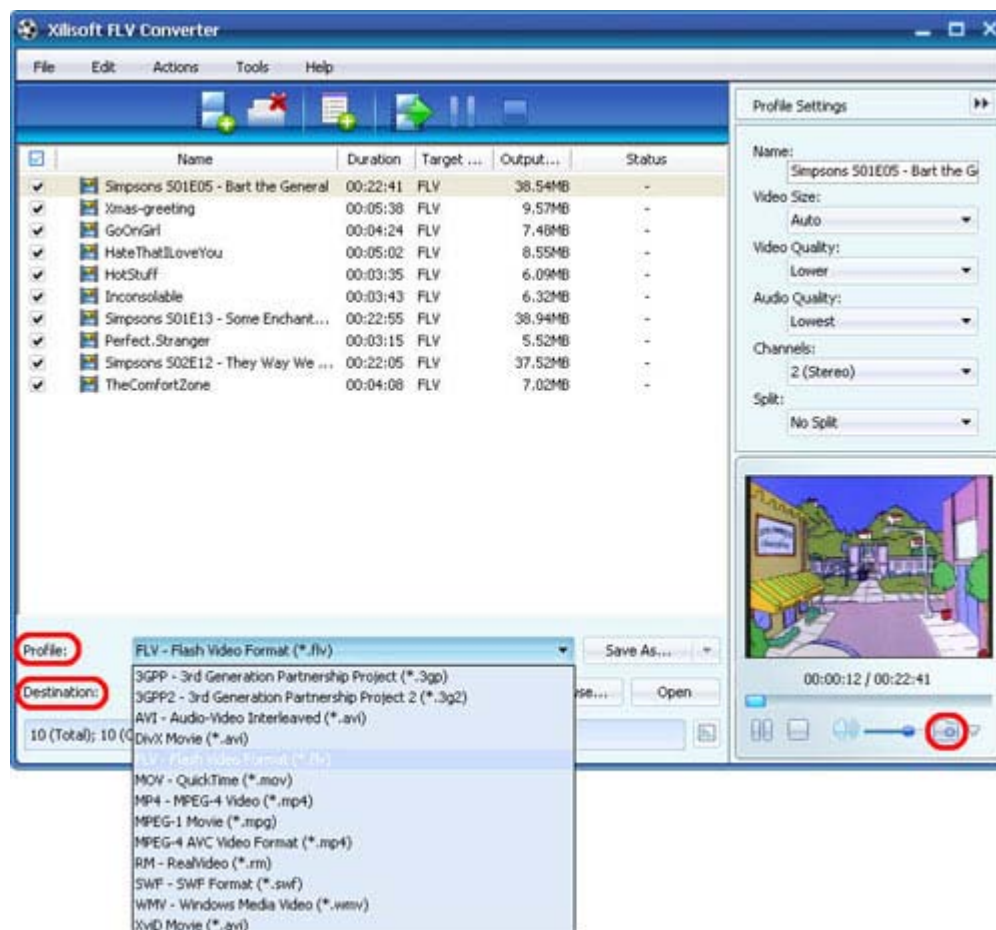 Xilisoft FLV Converter
File Edit Actions Tools Help
Name Duration Target ... Output... Status
Simpsons S01E05 - Bart the General 00:22:41 FLV 38.54MB -
Xmas-greeting 00:05:38 FLV 9.57MB -
GoOnGirl 00:04:24 FLV 7.48MB -
HateThatILoveYou 00:05:02 FLV 8.55MB -
HotStuff 00:03:35 FLV 6.09MB -
Inconsolable 00:03:43 FLV 6.32MB -
Simpsons S01E13 - Some Enchant... 00:22:55 FLV 38.94MB -
Perfect.Stranger 00:03:15 FLV 5.52MB -
Simpsons S02E12 - They Way We ... 00:22:05 FLV 37.52MB -
TheComfortZone 00:04:08 FLV 7.02MB -
Profile Settings
Name:
Simpsons S01E05 - Bart the G
Video Size:
Auto
Video Quality:
Lower
Audio Quality:
Lowest
Channels:
2 (Stereo)
Split:
No Split
00:00:12 / 00:22:41
Profile: FLV - Flash Video Format (*.flv) Save As...
Destination: se... Open
10 (Total); 10 (
3GPP - 3rd Generation Partnership Project (*.3gp)
3GPP2 - 3rd Generation Partnership Project 2 (*.3g2)
AVI - Audio-Video Interleaved (*.avi)
DivX Movie (*.avi)
FLV - Flash Video Format (*.flv)
MOV - QuickTime (*.mov)
MP4 - MPEG-4 Video (*.mp4)
MPEG-1 Movie (*.mpg)
MPEG-4 AVC Video Format (*.mp4)
RM - RealVideo (*.rm)
SWF - SWF Format (*.swf)
WMV - Windows Media Video (*.wmv)
XviD Movie (*.avi)